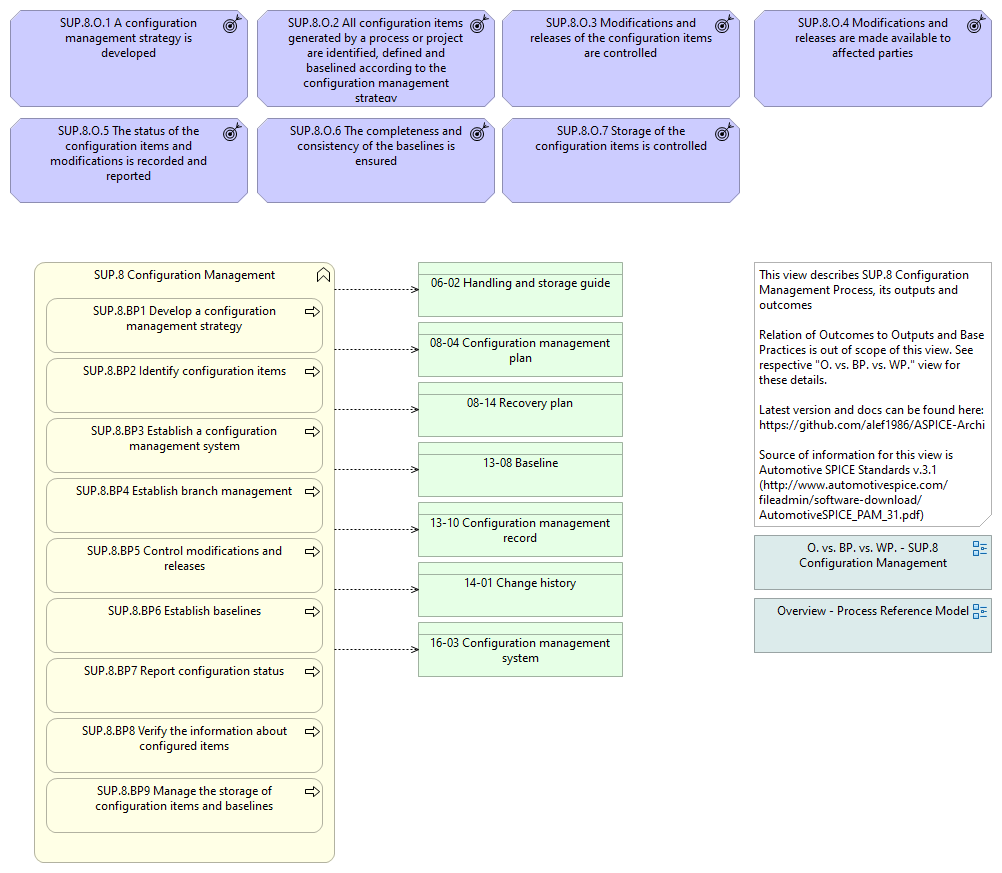 SUP.8.O.1 A configuration
management strategy is
developed
SUP.8.O.2 All configuration items
generated by a process or project
are identified, defined and
baselined according to the
configuration management
strategy
SUP.8.O.3 Modifications and
releases of the configuration items
are controlled
SUP.8.O.4 Modifications and
releases are made available to
affected parties
SUP.8.O.5 The status of the
configuration items and
modifications is recorded and
reported
SUP.8.O.6 The completeness and
consistency of the baselines is
ensured
SUP.8.O.7 Storage of the
configuration items is controlled
SUP.8 Configuration Management
SUP.8.BP1 Develop a configuration
management strategy
SUP.8.BP2 Identify configuration items
SUP.8.BP3 Establish a configuration
management system
SUP.8.BP4 Establish branch management
SUP.8.BP5 Control modifications and
releases
SUP.8.BP6 Establish baselines
SUP.8.BP7 Report configuration status
SUP.8.BP8 Verify the information about
configured items
SUP.8.BP9 Manage the storage of
configuration items and baselines
06-02 Handling and storage guide
08-04 Configuration management
plan
08-14 Recovery plan
13-08 Baseline
13-10 Configuration management
record
14-01 Change history
16-03 Configuration management
system
This view describes SUP.8 Configuration
Management Process, its outputs and
outcomes
Relation of Outcomes to Outputs and Base
Practices is out of scope of this view. See
respective "O. vs. BP. vs. WP." view for
these details.
Latest version and docs can be found here:
https://github.com/alef1986/ASPICE-Archi
Source of information for this view is
Automotive SPICE Standards v.3.1
(http://www.automotivespice.com/
fileadmin/software-download/
AutomotiveSPICE_PAM_31.pdf)
O. vs. BP. vs. WP. - SUP.8
Configuration Management
Overview - Process Reference Model